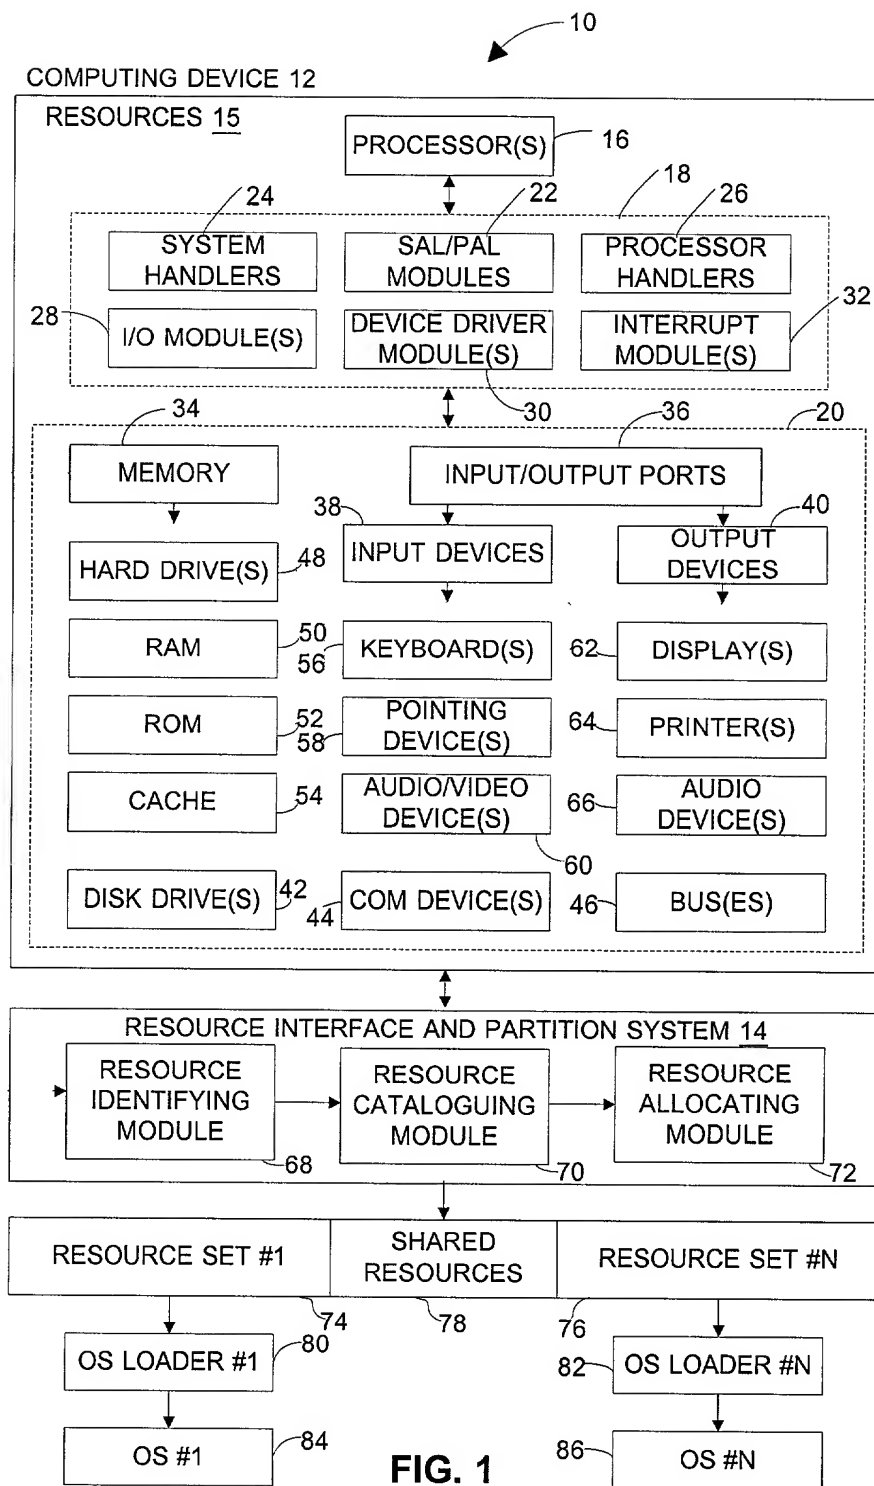 10
COMPUTING DEVICE 12
RESOURCES 15
PROCESSOR(S)
16
24
22
26
18
SYSTEM
HANDLERS
SAL/PAL
MODULES
PROCESSOR
HANDLERS
28
I/O MODULE(S)
DEVICE DRIVER
MODULE(S)
INTERRUPT
MODULE(S)
32
30
34
36
20
MEMORY
INPUT/OUTPUT PORTS
38
40
HARD DRIVE(S)
48
INPUT DEVICES
OUTPUT
DEVICES
RAM
50
56
KEYBOARD(S)
62
DISPLAY(S)
ROM
52
58
POINTING
DEVICE(S)
64
PRINTER(S)
CACHE
54
AUDIO/VIDEO
DEVICE(S)
60
66
AUDIO
DEVICE(S)
DISK DRIVE(S)
42
44
COM DEVICE(S)
46
BUS(ES)
RESOURCE INTERFACE AND PARTITION SYSTEM 14
RESOURCE
IDENTIFYING
MODULE
RESOURCE
CATALOGUING
MODULE
RESOURCE
ALLOCATING
MODULE
68
70
72
RESOURCE SET #1
SHARED
RESOURCES
RESOURCE SET #N
74
78
76
OS LOADER #1
80
82
OS LOADER #N
OS #1
84
86
OS #N
FIG. 1